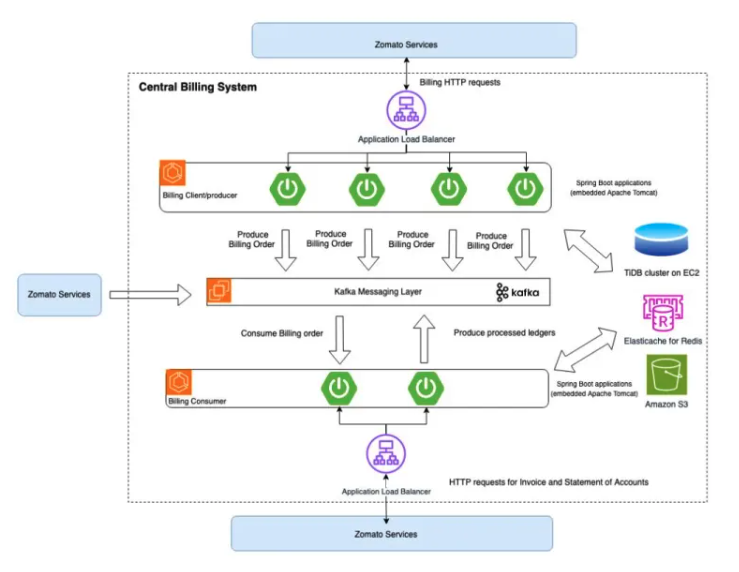 Zomato Services
Central Billing System
Billing HTTP requests
Application Load Balancer
Billing Client/producer
Spring Boot applications
(embedded Apache Tomcat)
Produce
Billing Order
Produce
Billing Order
Produce
Billing Order
Produce
Billing Order
TiDB cluster on EC2
Zomato Services
Kafka Messaging Layer
kafka
Consume Billing order
Produce processed ledgers
R
Elasticache for Redis
Spring Boot applications
(embedded Apache Tomcat)
Billing Consumer
Amazon S3
HTTP requests for Invoice and Statement of Accounts
Application Load Balancer
Zomato Services